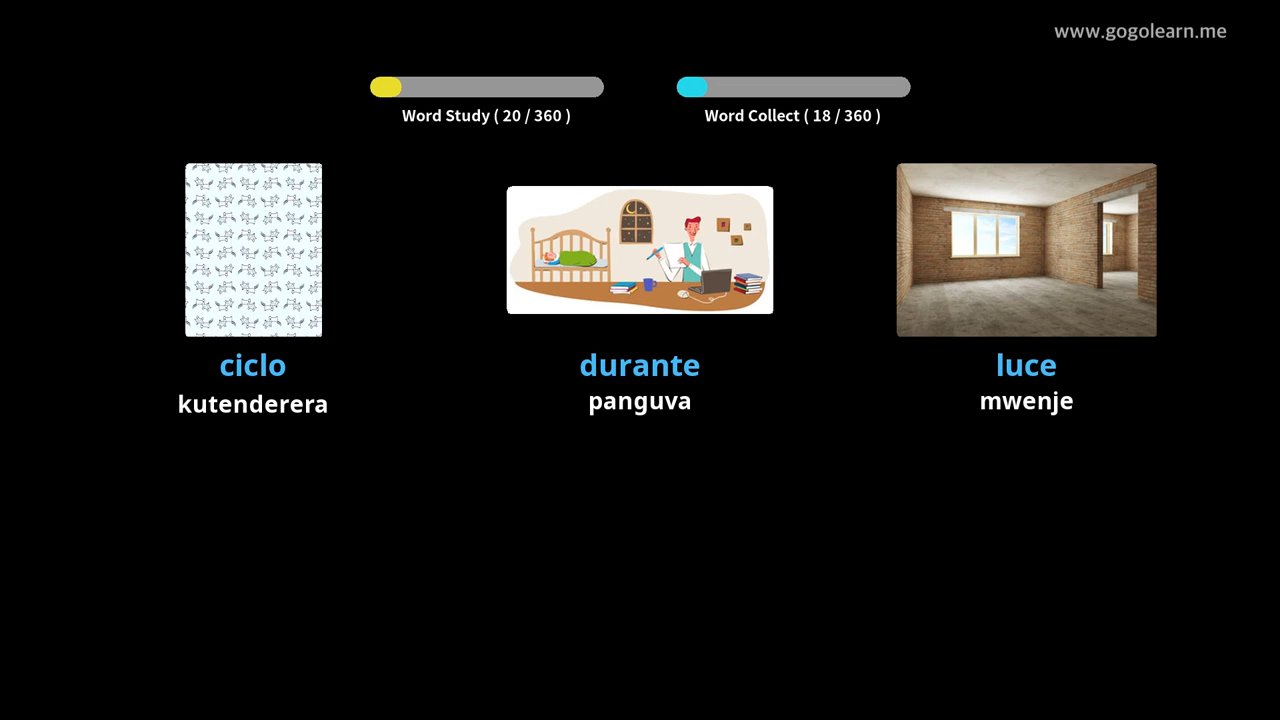 www.gogolearn.me
Word Study ( 20 / 360 )
Word Collect ( 18 / 360 )
ciclo
kutenderera
durante
panguva
luce
mwenje